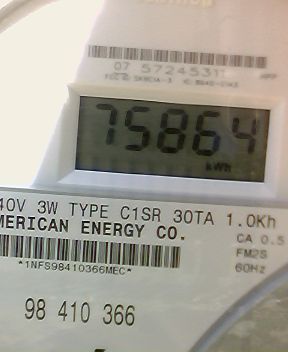 07 5724531
75864
kWh
40V 3W TYPE C1SR 30TA 1.0Kh
MERICAN ENERGY CO.
CA 0.5
FM2S
60Hz
*1NFS98410366MEC*
98 410 366